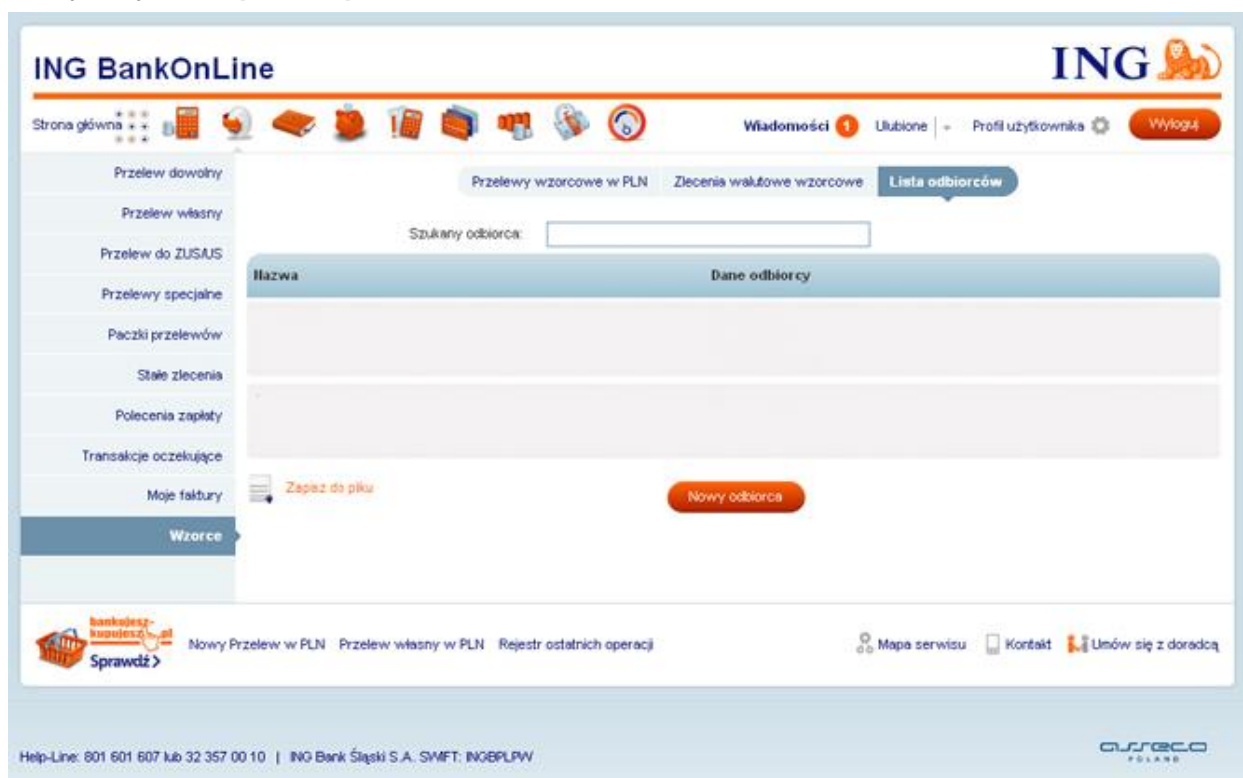 ING BankOnLine
ING
Strona główna
Wiadomości 1 Ulubione Profil użytkownika Wyloguj
Przelew dowolny
Przelew własny
Przelew do ZUS/US
Przelewy specjalne
Paczki przelewów
Stałe zlecenia
Polecenia zapłaty
Transakcje oczekujące
Moje faktury
Wzorce
Przelewy wzorcowe w PLN Zlecenia walutowe wzorcowe Lista odbiorców
Szukany odbiorca:
Nazwa Dane odbiorcy
Zapisz do pliku
Nowy odbiorca
bankujesz-
kupujesz.pl
Sprawdź >
Nowy Przelew w PLN Przelew własny w PLN Rejestr ostatnich operacji
Mapa serwisu Kontakt Umów się z doradcą
Help-Line: 801 601 607 lub 32 357 00 10 | ING Bank Śląski S.A. SWIFT: INGBPLPW
asseco
POLAND